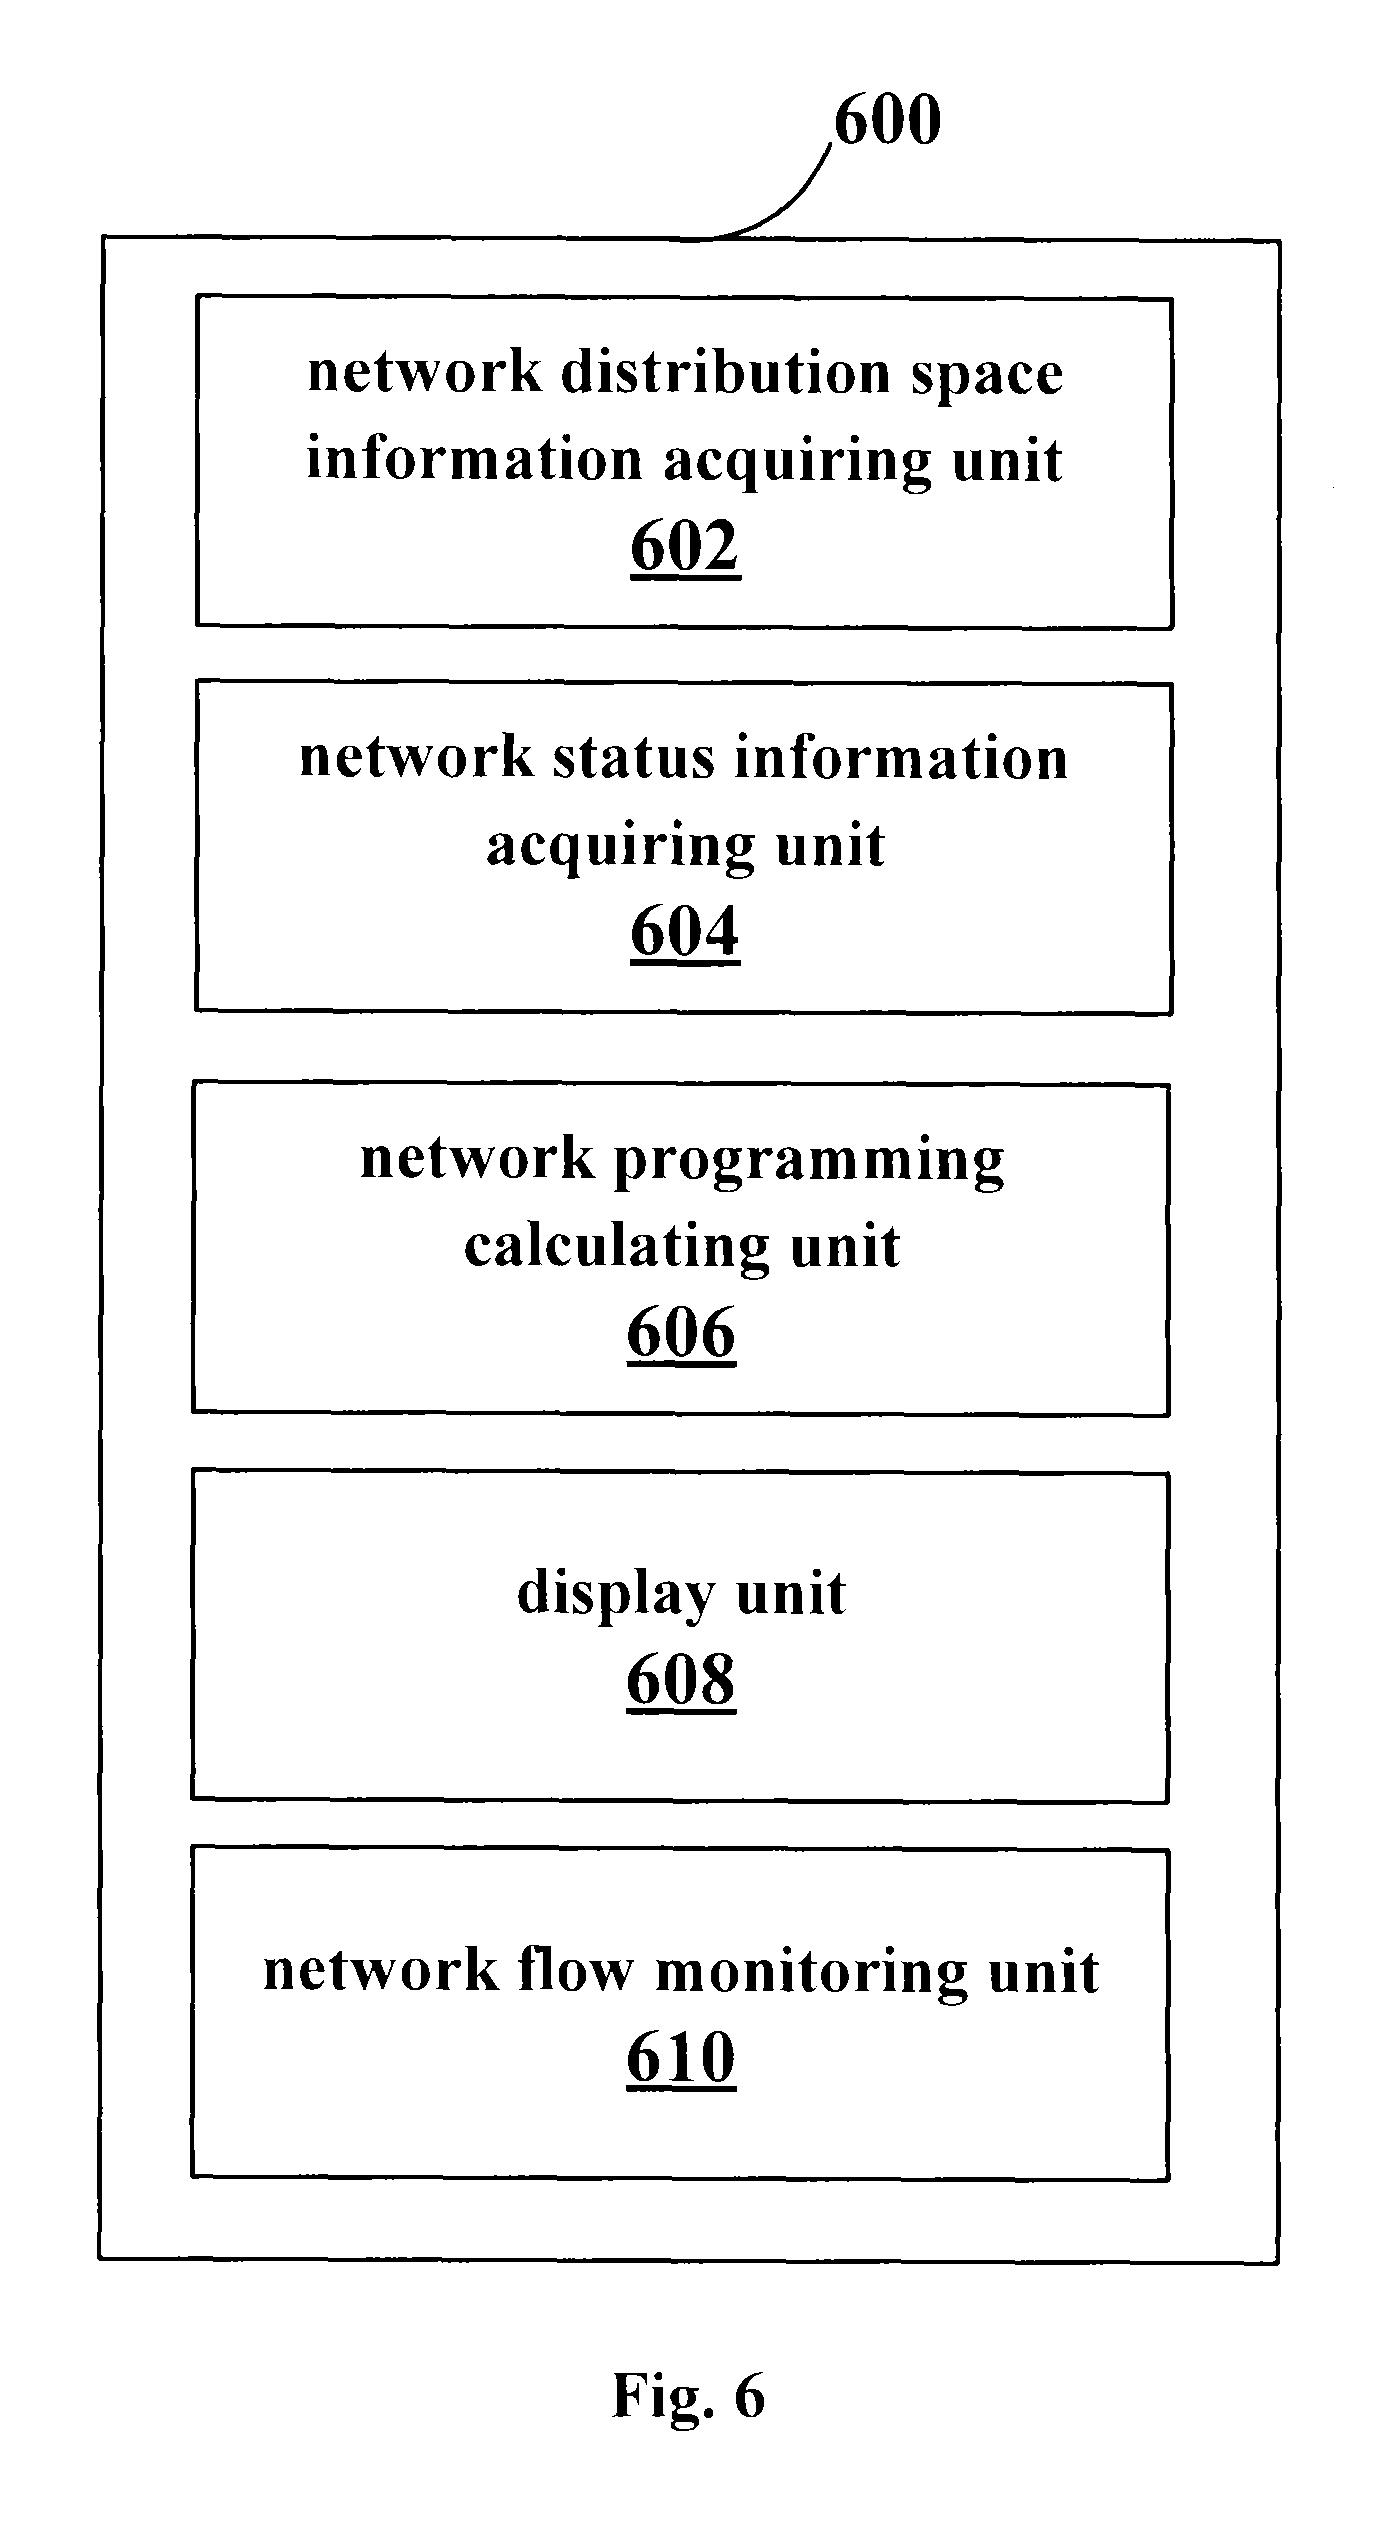 600
network distribution space
information acquiring unit
602
network status information
acquiring unit
604
network programming
calculating unit
606
display unit
608
network flow monitoring unit
610
Fig. 6